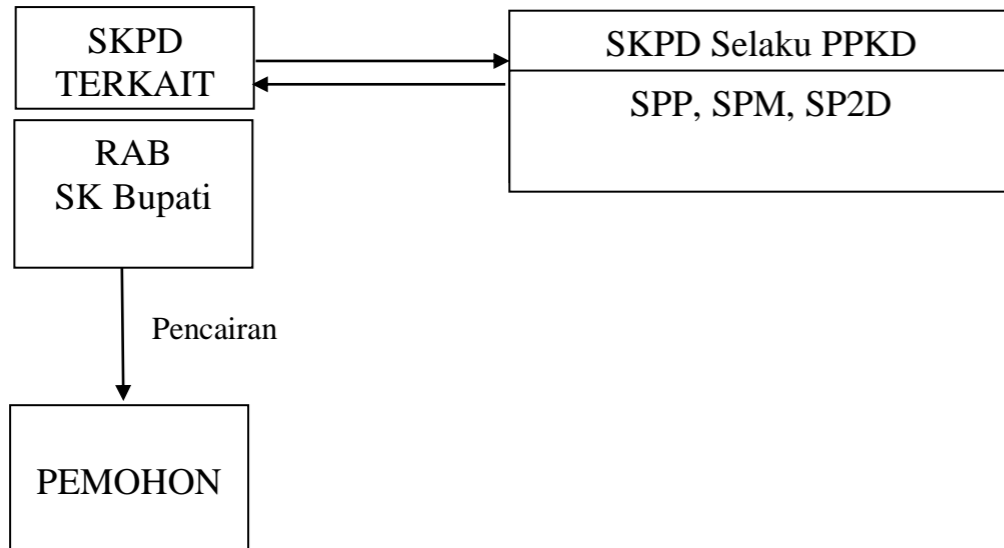 SKPD
TERKAIT
SKPD Selaku PPKD
SPP, SPM, SP2D
RAB
SK Bupati
Pencairan
PEMOHON